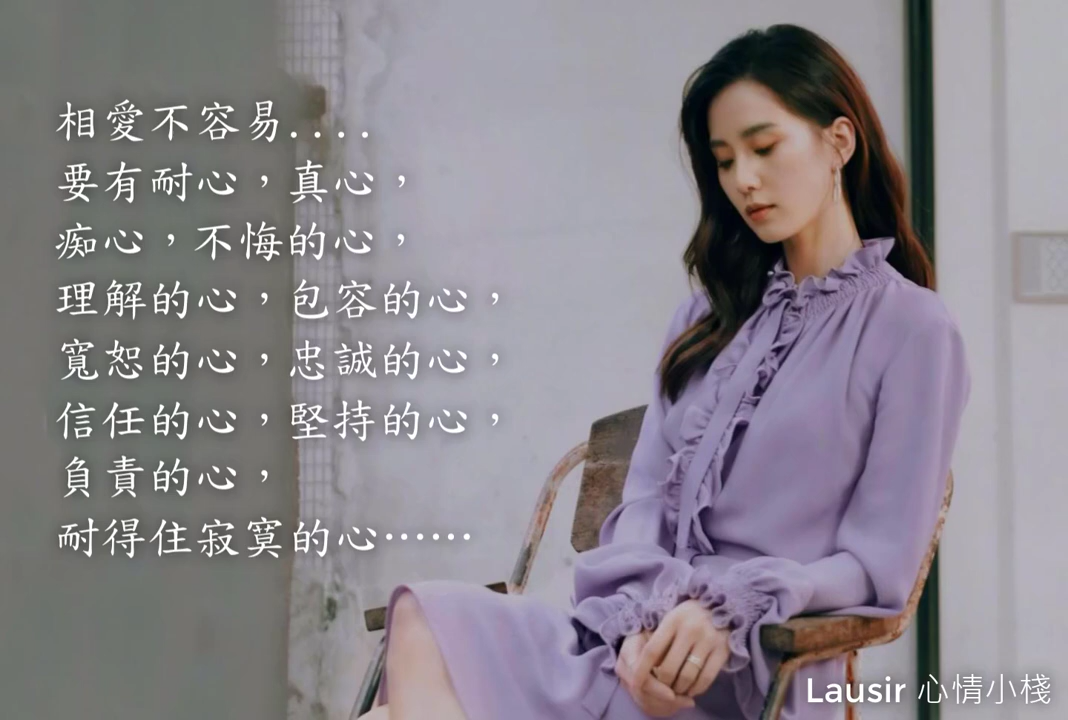 相愛不容易....
要有耐心，真心，
痴心，不悔的心，
理解的心，包容的心，
寬恕的心，忠誠的心，
信任的心，堅持的心，
負責的心，
耐得住寂寞的心⋯⋯
Lausir 心情小棧